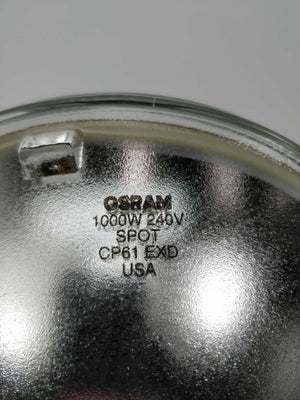 OSRAM
1000W 240V
SPOT
CP61 EXD
USA